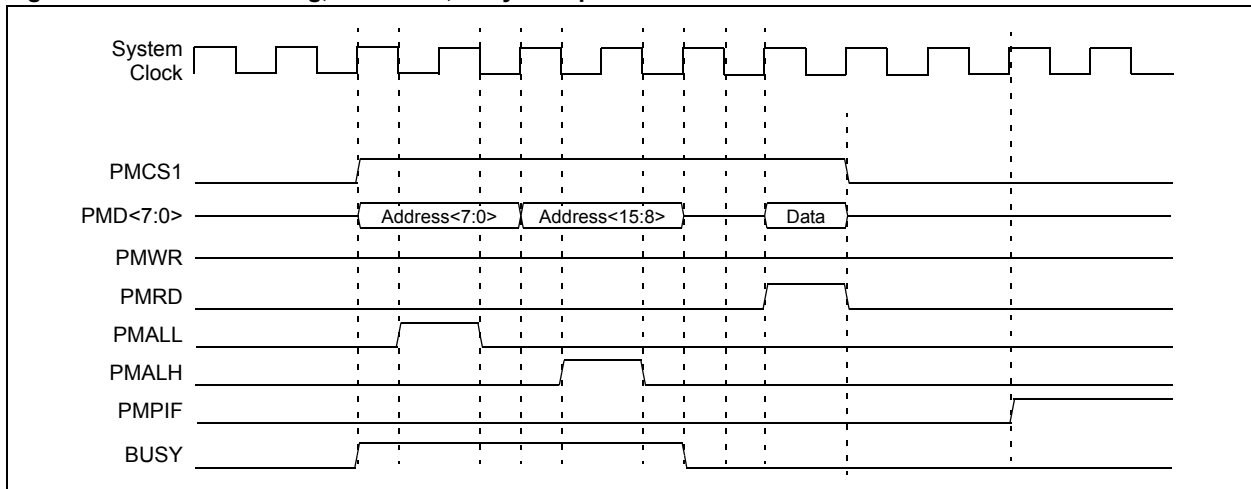 System
Clock
PMCS1
PMD<7:0>
Address<7:0>
Address<15:8>
Data
PMWR
PMRD
PMALL
PMALH
PMPIF
BUSY